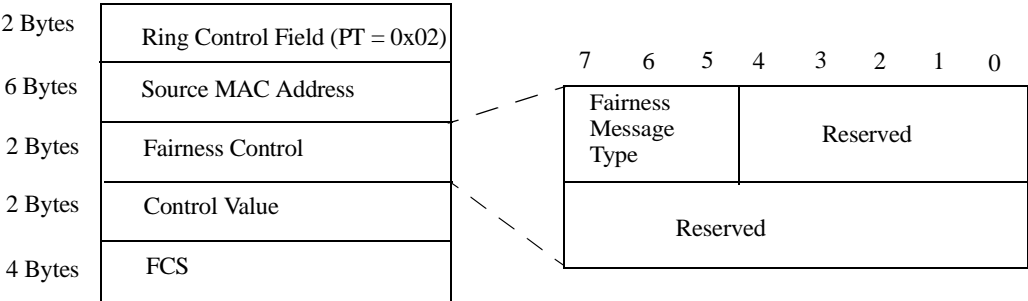 2 Bytes
Ring Control Field (PT = 0x02)
6 Bytes
Source MAC Address
2 Bytes
Fairness Control
2 Bytes
Control Value
4 Bytes
FCS
7 6 5 4 3 2 1 0
Fairness
Message
Type
Reserved
Reserved